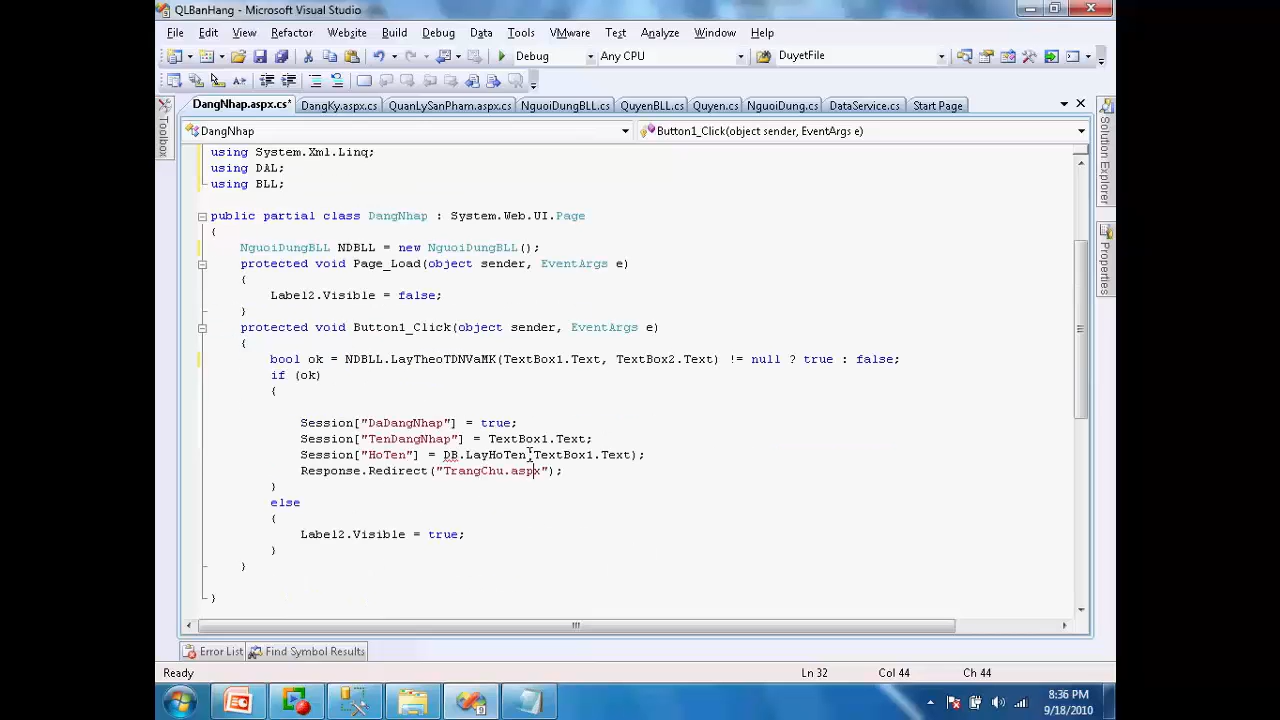 QLBanHang - Microsoft Visual Studio
File Edit View Refactor Website Build Debug Data Tools VMware Test Analyze Window Help
Debug Any CPU DuyetFile
DangNhap.aspx.cs* DangKy.aspx.cs QuanLySanPham.aspx.cs NguoiDungBLL.cs QuyenBLL.cs Quyen.cs NguoiDung.cs DataService.cs Start Page
DangNhap Button1_Click(object sender, EventArgs e)
Toolbox
Solution Explorer
Properties
using System.Xml.Linq;
using DAL;
using BLL;
public partial class DangNhap : System.Web.UI.Page
{
NguoiDungBLL NDBLL = new NguoiDungBLL();
protected void Page_Load(object sender, EventArgs e)
{
Label2.Visible = false;
}
protected void Button1_Click(object sender, EventArgs e)
{
bool ok = NDBLL.LayTheoTDNVaMK(TextBox1.Text, TextBox2.Text) != null ? true : false;
if (ok)
{
Session["DaDangNhap"] = true;
Session["TenDangNhap"] = TextBox1.Text;
Session["HoTen"] = DB.LayHoTen(TextBox1.Text);
Response.Redirect("TrangChu.aspx");
}
else
{
Label2.Visible = true;
}
}
}
Error List Find Symbol Results
Ready Ln 32 Col 44 Ch 44
8:36 PM
9/18/2010